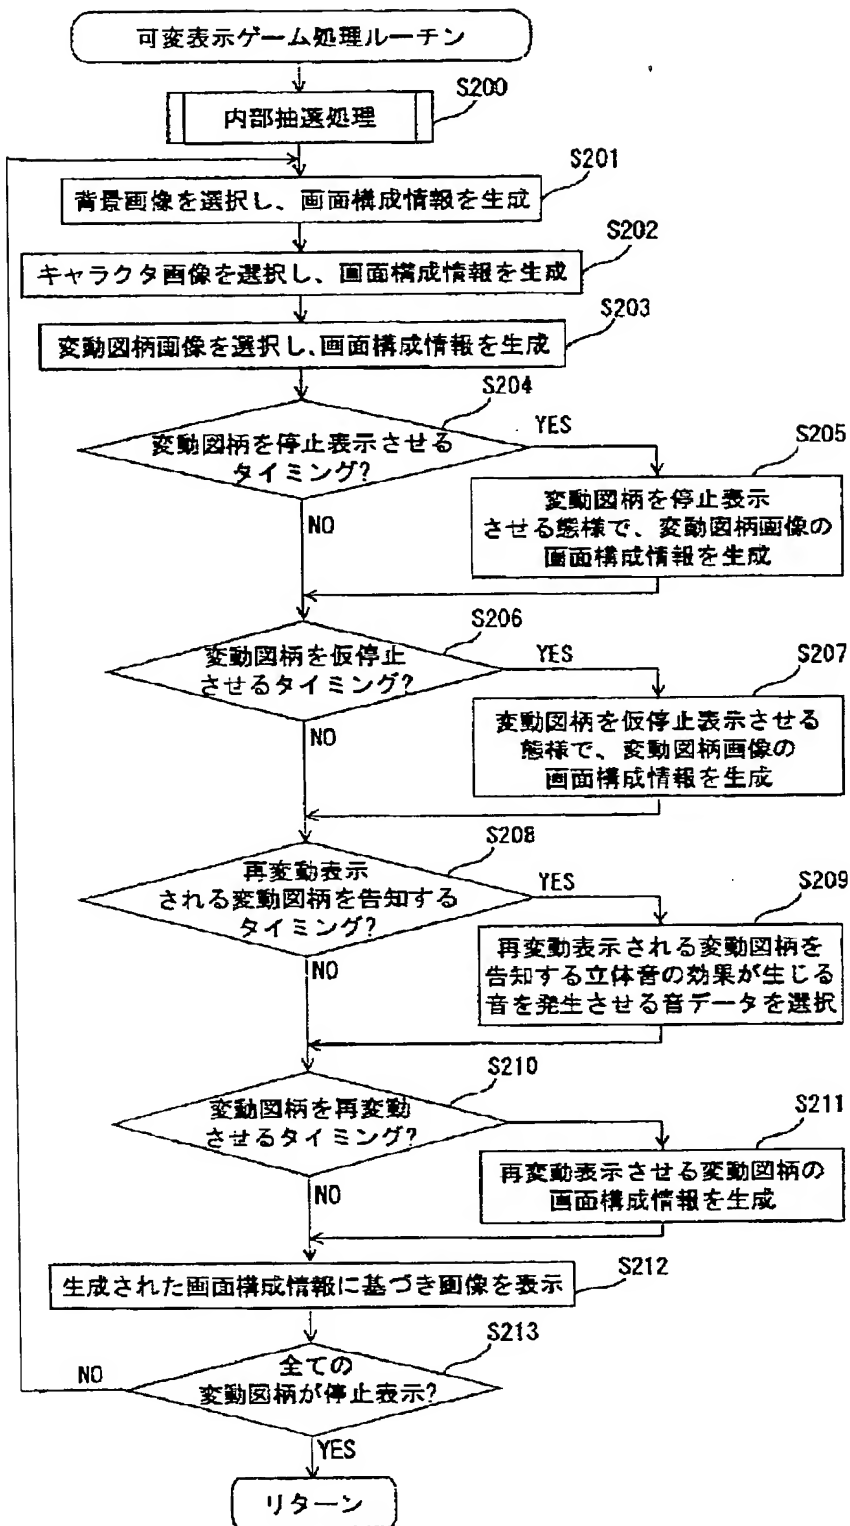 可変表示ゲーム処理ルーチン
S200
内部抽選処理
S201
背景画像を選択し、画面構成情報を生成
S202
キャラクタ画像を選択し、画面構成情報を生成
S203
変動図柄画像を選択し、画面構成情報を生成
S204
変動図柄を停止表示させる
タイミング?
YES
NO
S205
変動図柄を停止表示
させる態様で、変動図柄画像の
画面構成情報を生成
S206
変動図柄を仮停止
させるタイミング?
YES
NO
S207
変動図柄を仮停止表示させる
態様で、変動図柄画像の
画面構成情報を生成
S208
再変動表示
される変動図柄を告知する
タイミング?
YES
NO
S209
再変動表示される変動図柄を
告知する立体音の効果が生じる
音を発生させる音データを選択
S210
変動図柄を再変動
させるタイミング?
NO
S211
再変動表示させる変動図柄の
画面構成情報を生成
S212
生成された画面構成情報に基づき画像を表示
S213
全ての
変動図柄が停止表示?
NO
YES
リターン